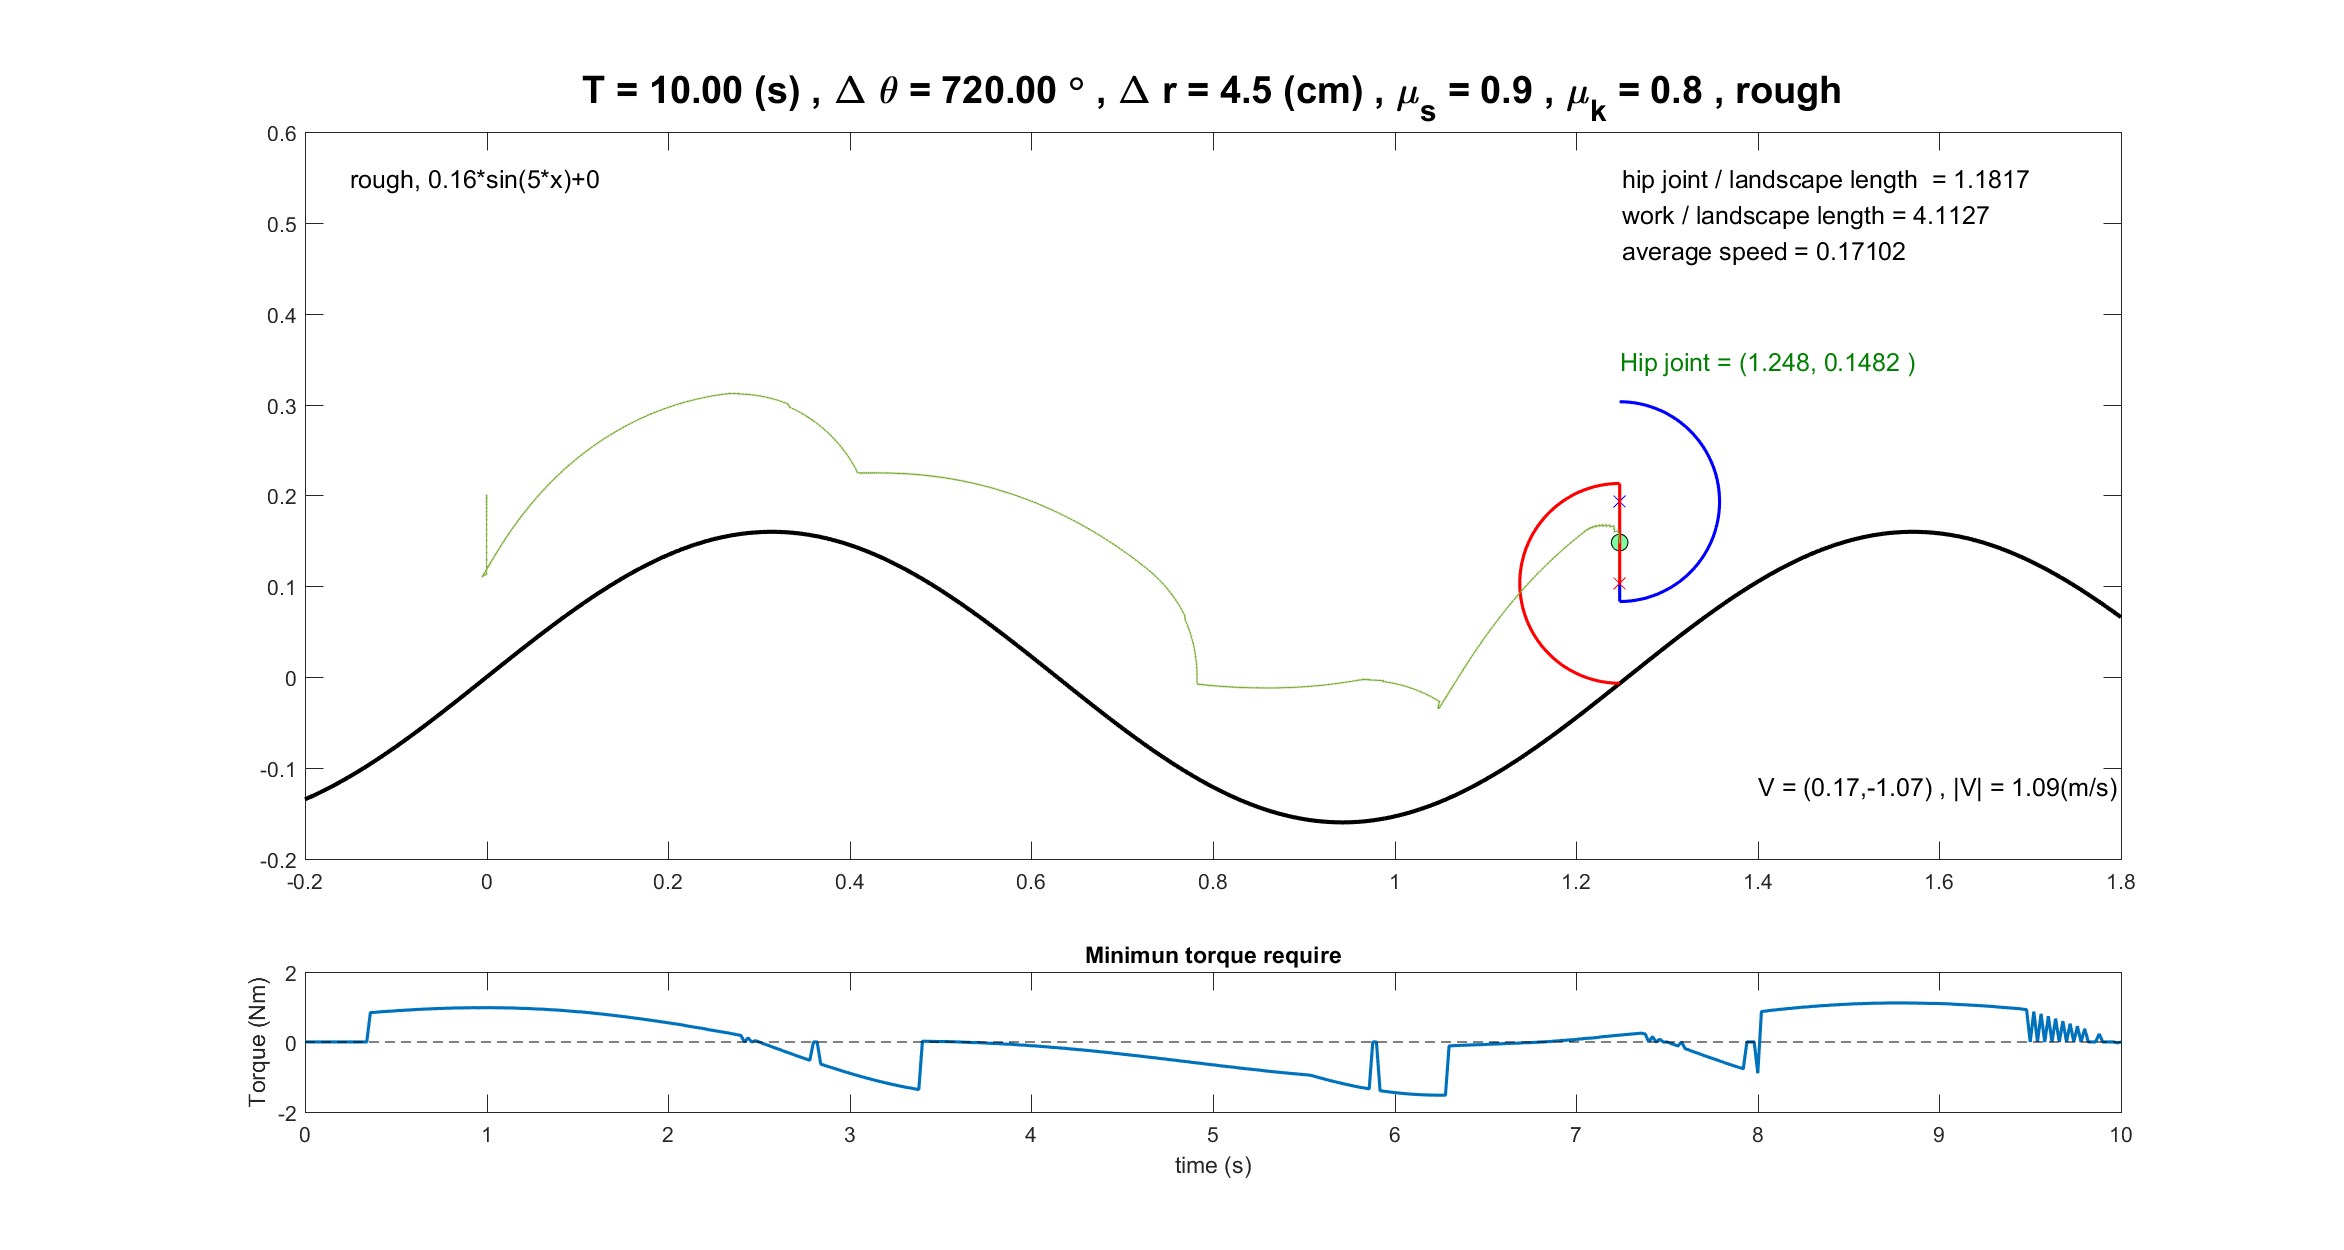 T = 10.00 (s) , Δ θ = 720.00 ° , Δ r = 4.5 (cm) , μs = 0.9 , μk = 0.8 , rough
0.6
0.5
0.4
0.3
0.2
0.1
0
-0.1
-0.2
rough, 0.16*sin(5*x)+0
hip joint / landscape length = 1.1817
work / landscape length = 4.1127
average speed = 0.17102
Hip joint = (1.248, 0.1482 )
V = (0.17,-1.07) , |V| = 1.09(m/s)
-0.2 0 0.2 0.4 0.6 0.8 1 1.2 1.4 1.6 1.8
Minimun torque require
Torque (Nm)
2
0
-2
0 1 2 3 4 5 6 7 8 9 10
time (s)